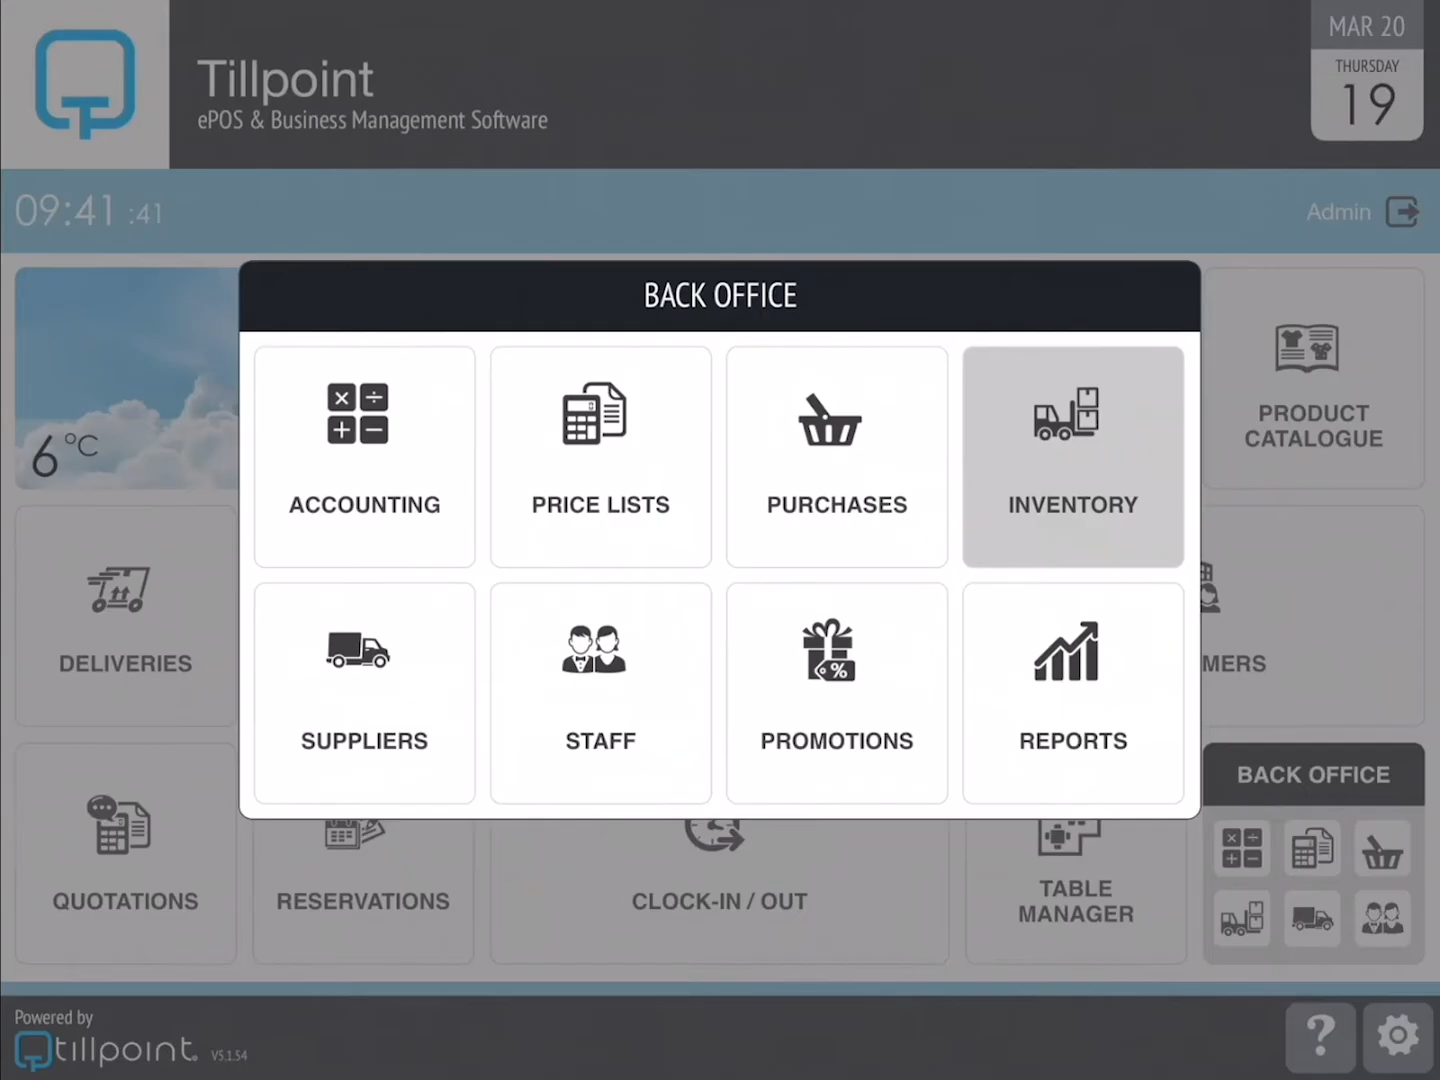 Tillpoint
ePOS & Business Management Software
MAR 20
THURSDAY
19
09:41 :41
Admin
BACK OFFICE
6 °C
ACCOUNTING
PRICE LISTS
PURCHASES
INVENTORY
PRODUCT
CATALOGUE
DELIVERIES
SUPPLIERS
STAFF
PROMOTIONS
REPORTS
MERS
BACK OFFICE
QUOTATIONS
RESERVATIONS
CLOCK-IN / OUT
TABLE
MANAGER
Powered by
tillpoint.
V5.1.54